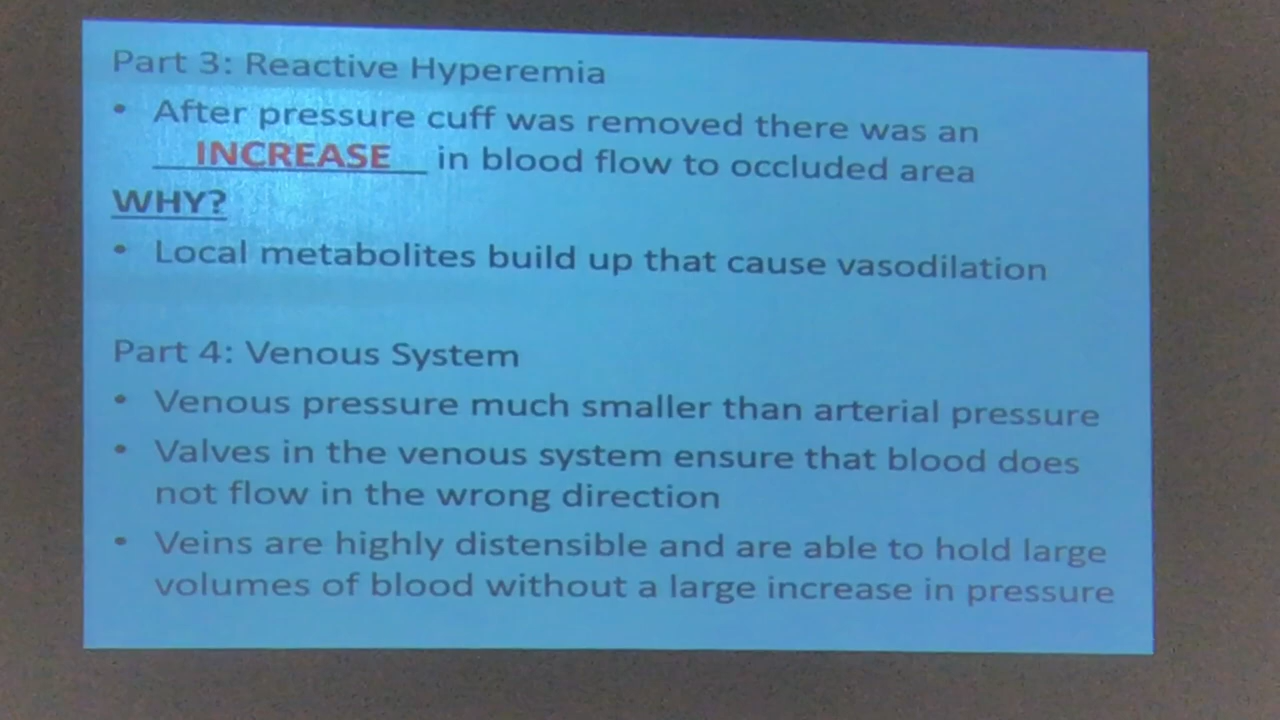 Part 3: Reactive Hyperemia
• After pressure cuff was removed there was an
INCREASE in blood flow to occluded area
WHY?
• Local metabolites build up that cause vasodilation
Part 4: Venous System
• Venous pressure much smaller than arterial pressure
• Valves in the venous system ensure that blood does
not flow in the wrong direction
• Veins are highly distensible and are able to hold large
volumes of blood without a large increase in pressure